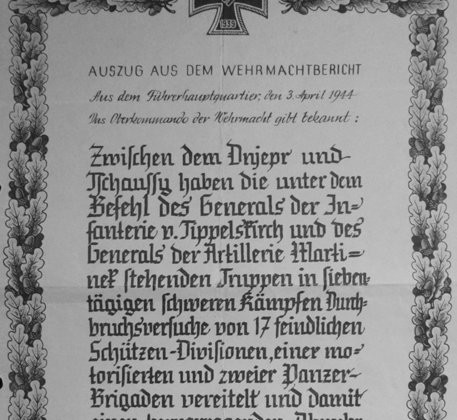 1939
AUSZUG AUS DEM WEHRMACHTBERICHT
Aus dem Führerhauptquartier, den 3. April 1944
Das Oberkommando der Wehrmacht gibt bekannt:
Zwischen dem Dnjepr und
Tschaussy haben die unter dem
Befehl des Generals der In=
fanterie v. Tippelskirch und des
Generals der Artillerie Marti=
nek stehenden Truppen in sieben=
tägigen schweren Kämpfen Durch=
bruchsversuche von 17 feindlichen
Schützen-Divisionen, einer mo=
torisierten und zweier Panzer=
Brigaden vereitelt und damit
einen hervorragenden Abwehr=